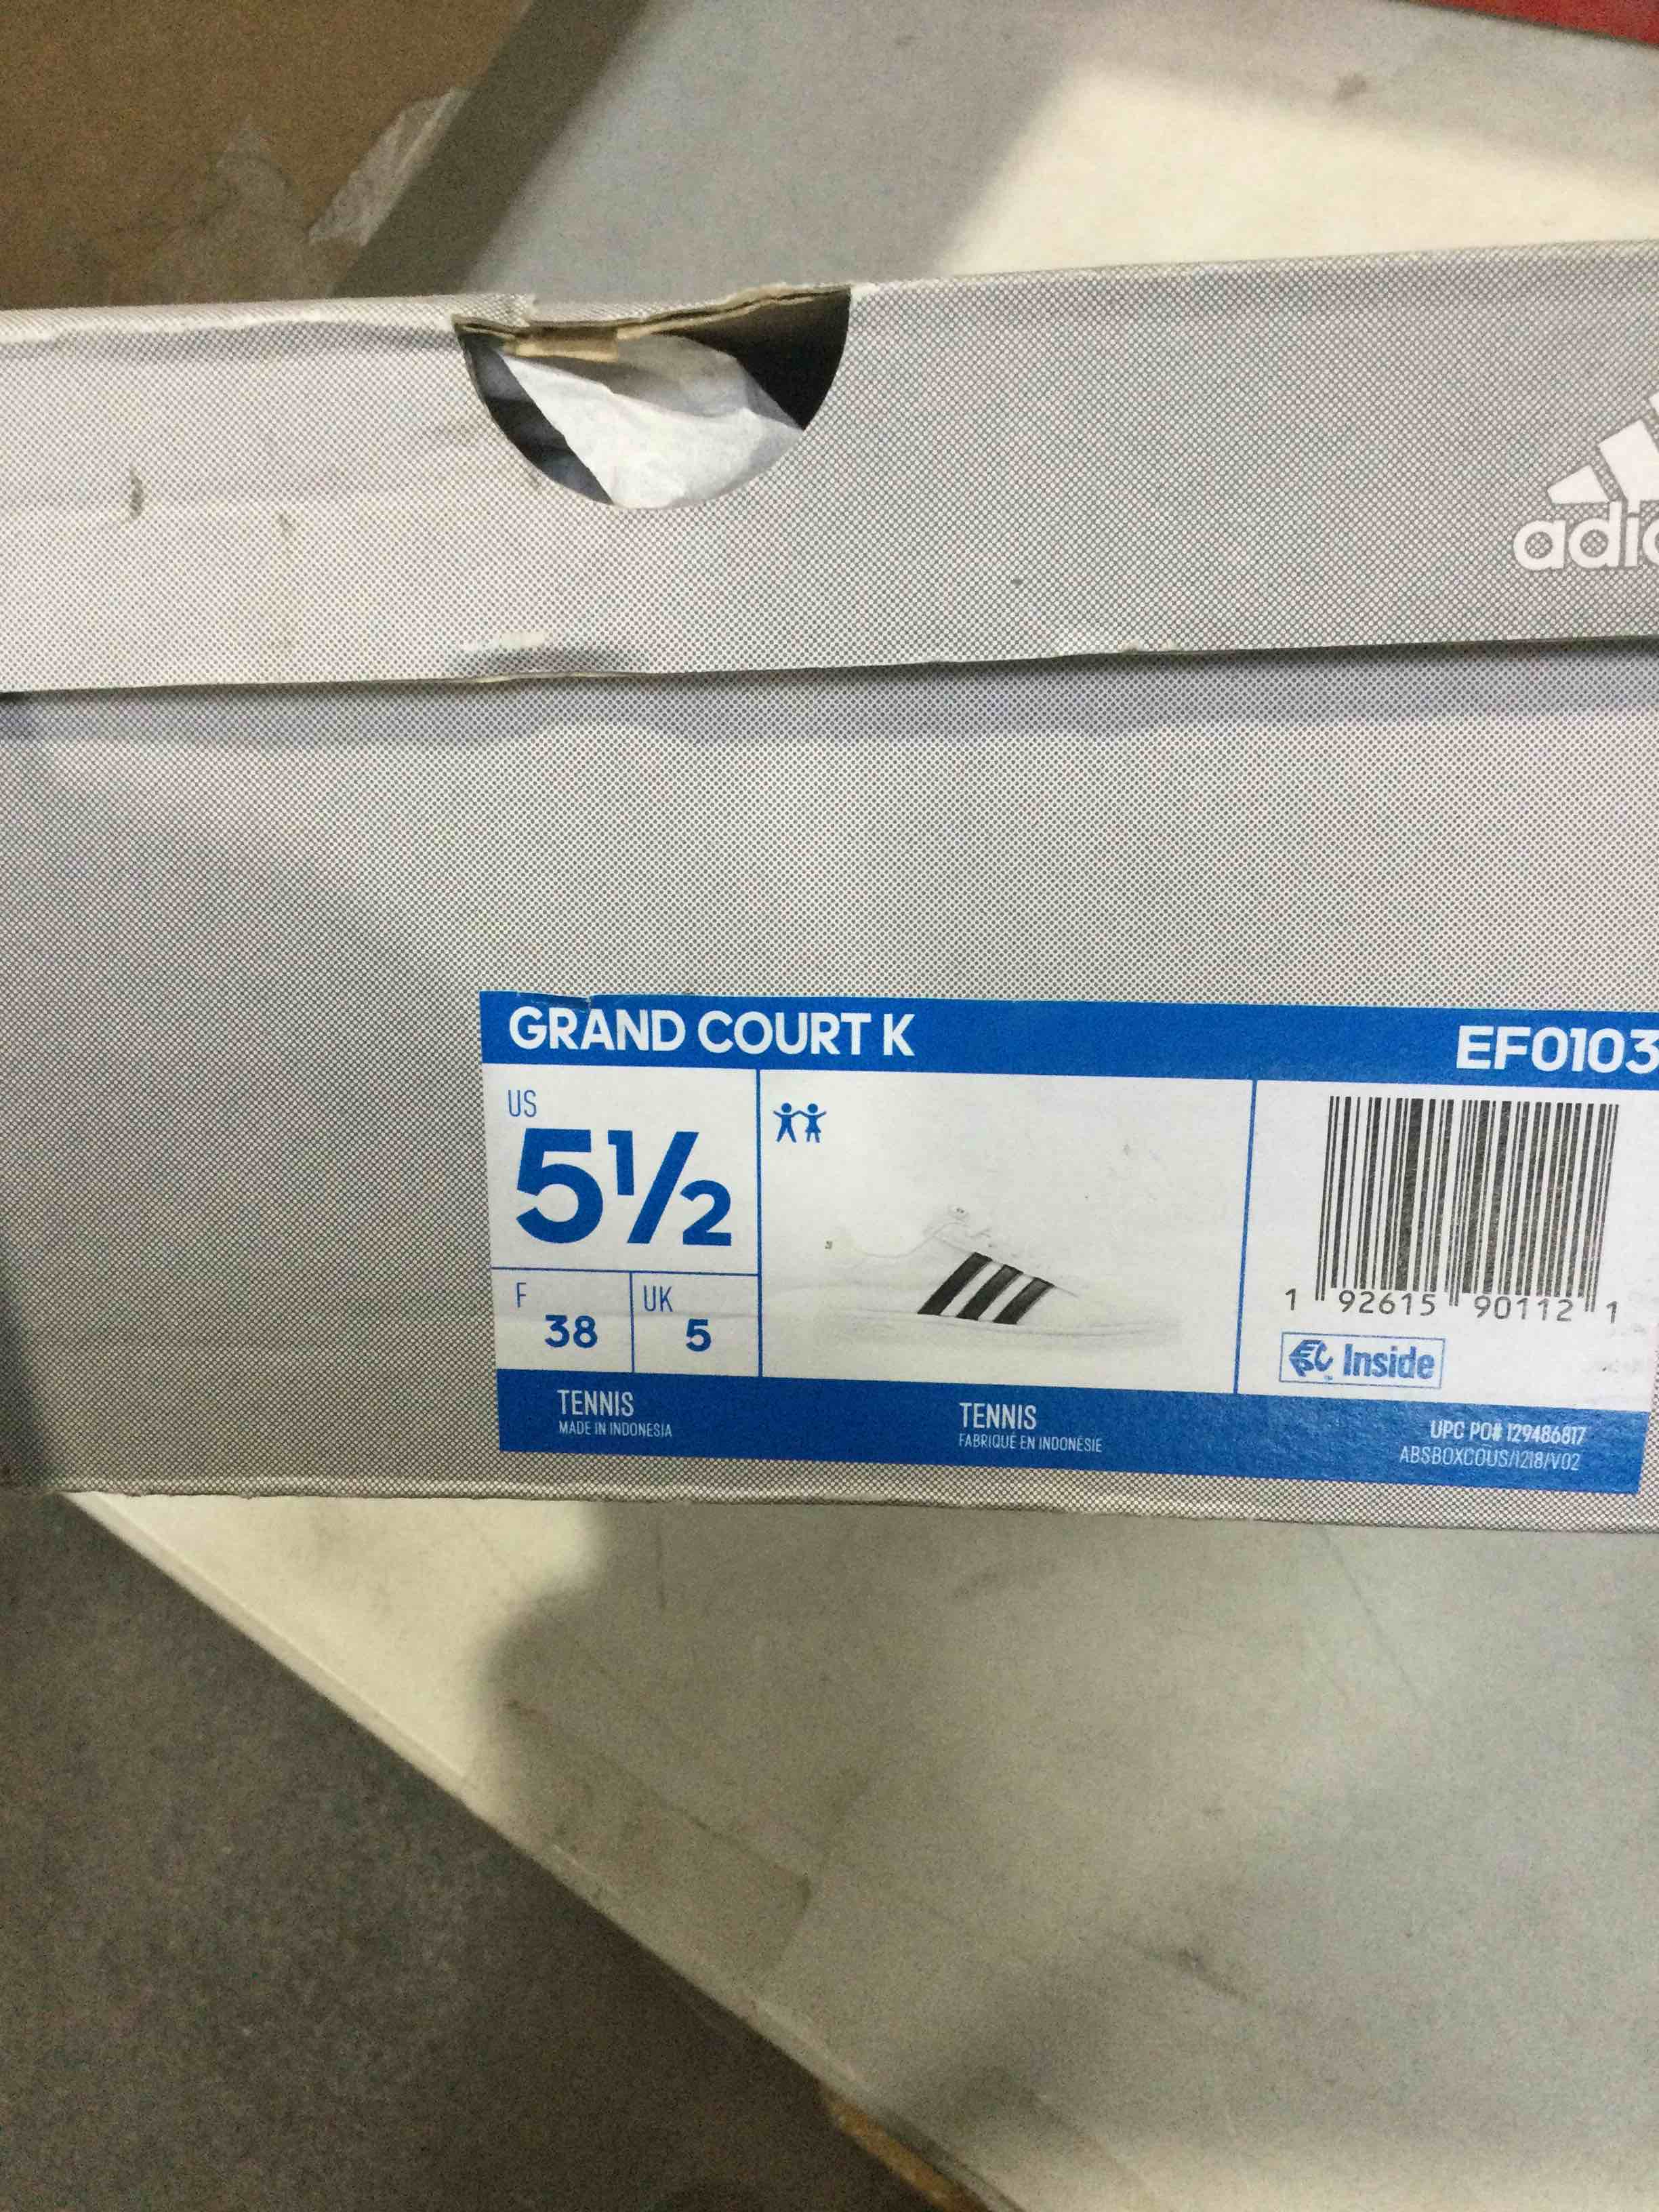 adi
GRAND COURT K EF0103
US
5½
F
38
UK
5
1 92615 90112 1
Inside
TENNIS
MADE IN INDONESIA
TENNIS
FABRIQUÉ EN INDONÉSIE
UPC PO# 129486817
ABSBOXCOUS/1218/V02